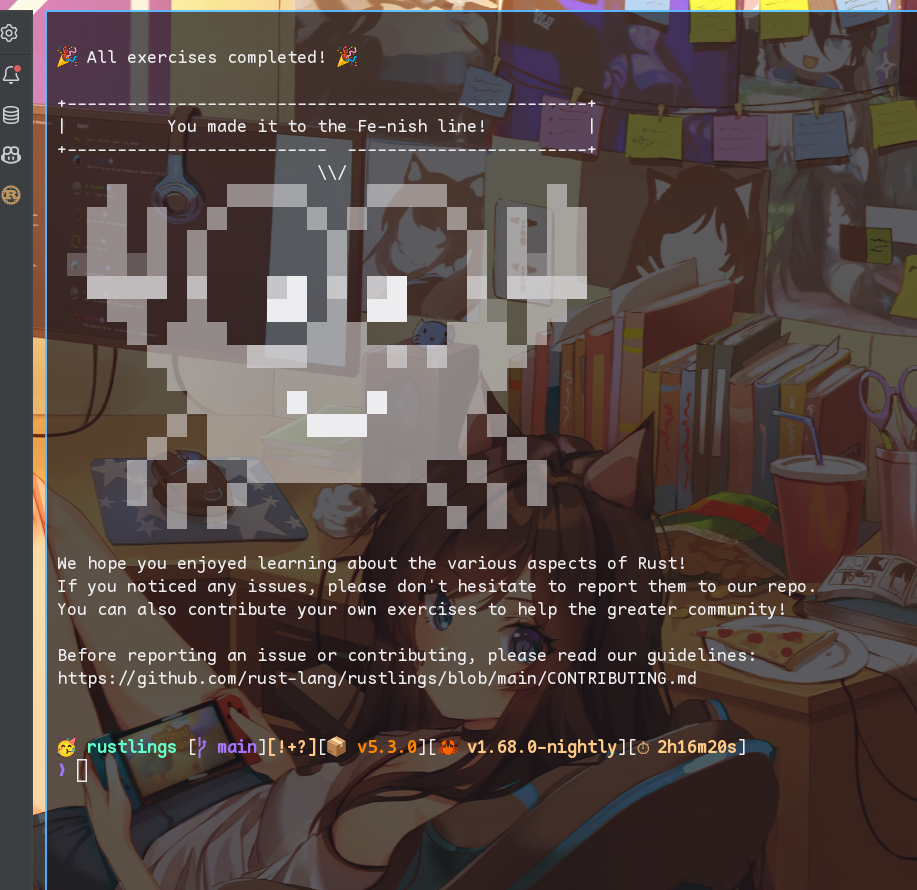 🎉 All exercises completed! 🎉
+----------------------------------------------------+
|          You made it to the Fe-nish line!          |
+--------------------------  ------------------------+
\\/
We hope you enjoyed learning about the various aspects of Rust!
If you noticed any issues, please don't hesitate to report them to our repo.
You can also contribute your own exercises to help the greater community!
Before reporting an issue or contributing, please read our guidelines:
https://github.com/rust-lang/rustlings/blob/main/CONTRIBUTING.md
🥳 rustlings [ main][!+?][📦 v5.3.0][🦀 v1.68.0-nightly][⏱ 2h16m20s]
❯